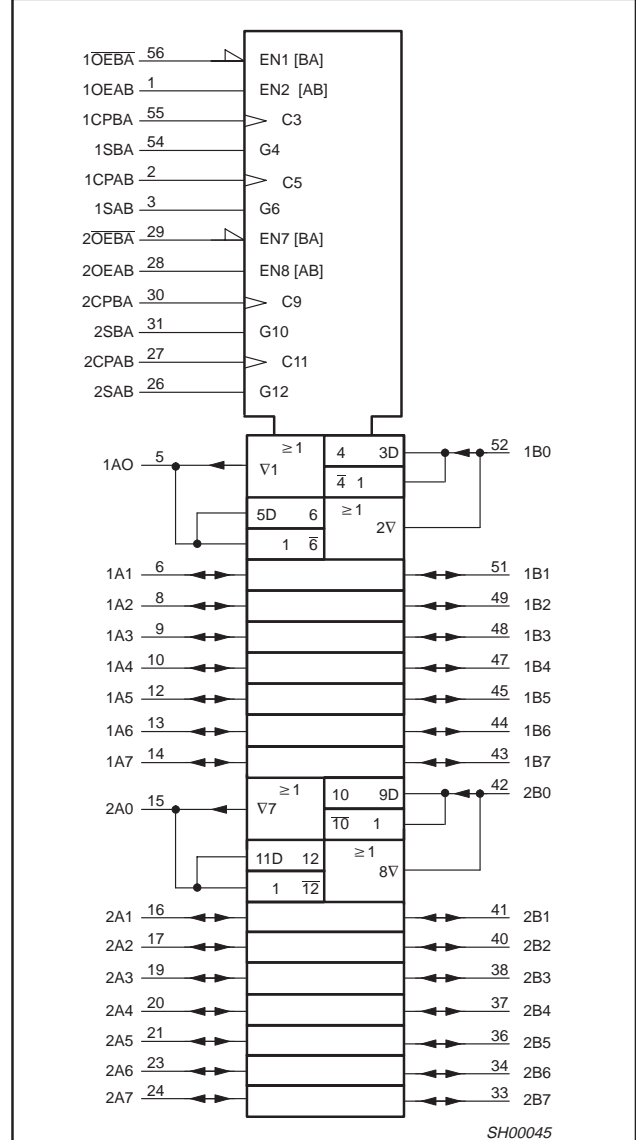 1O̅E̅B̅A̅ 56 EN1 [BA]
1OEAB 1 EN2 [AB]
1CPBA 55 C3
1SBA 54 G4
1CPAB 2 C5
1SAB 3 G6
2O̅E̅B̅A̅ 29 EN7 [BA]
2OEAB 28 EN8 [AB]
2CPBA 30 C9
2SBA 31 G10
2CPAB 27 C11
2SAB 26 G12
1AO 5 ∇1 ≥1 4 3D 52 1B0
4̅ 1
5D 6 ≥1 2∇
1 6̅
1A1 6 51 1B1
1A2 8 49 1B2
1A3 9 48 1B3
1A4 10 47 1B4
1A5 12 45 1B5
1A6 13 44 1B6
1A7 14 43 1B7
2A0 15 ∇7 ≥1 10 9D 42 2B0
1̅0̅ 1
11D 12 ≥1 8∇
1 1̅2̅
2A1 16 41 2B1
2A2 17 40 2B2
2A3 19 38 2B3
2A4 20 37 2B4
2A5 21 36 2B5
2A6 23 34 2B6
2A7 24 33 2B7
SH00045